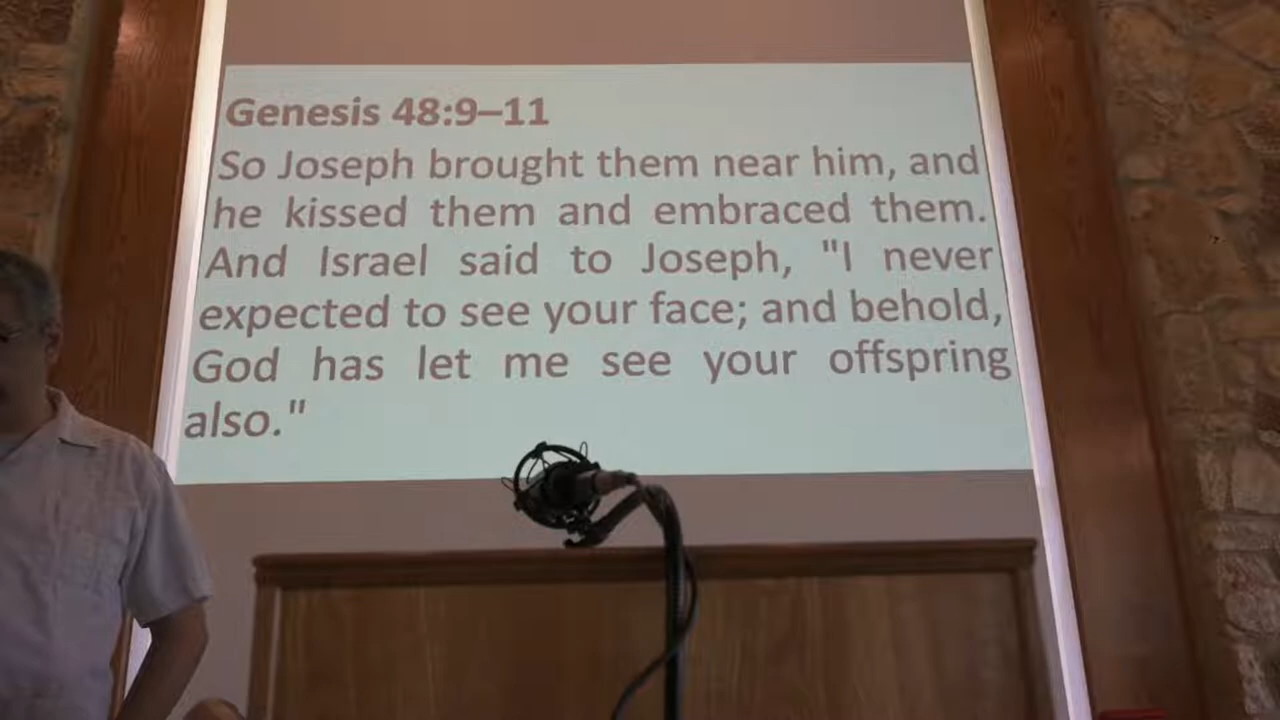 Genesis 48:9–11
So Joseph brought them near him, and
he kissed them and embraced them.
And Israel said to Joseph, "I never
expected to see your face; and behold,
God has let me see your offspring
also."